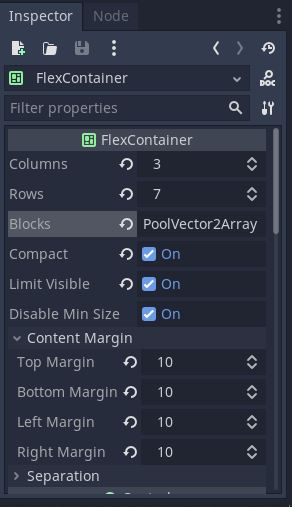 Inspector Node
FlexContainer
DOC
Filter properties
FlexContainer
Columns 3
Rows 7
Blocks PoolVector2Array
Compact On
Limit Visible On
Disable Min Size On
Content Margin
Top Margin 10
Bottom Margin 10
Left Margin 10
Right Margin 10
Separation